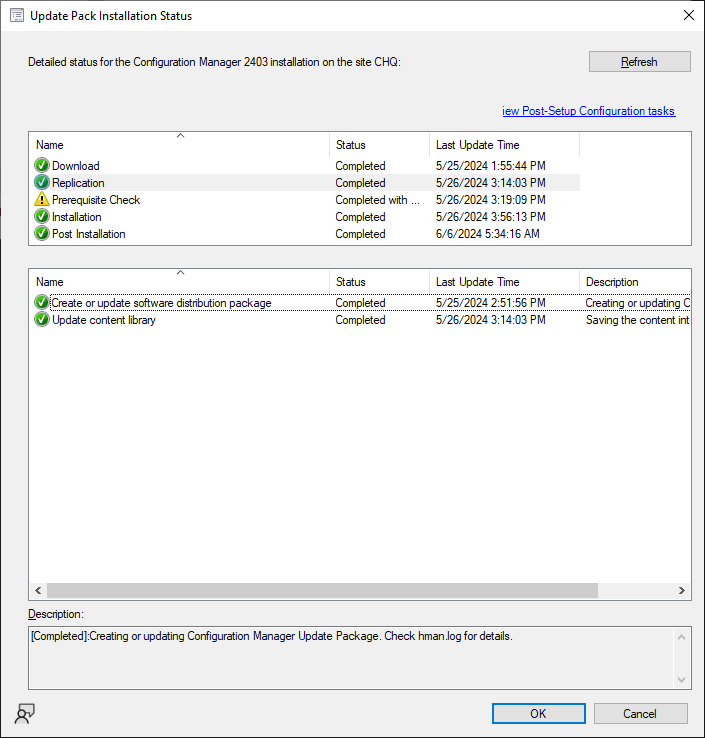 Update Pack Installation Status
Detailed status for the Configuration Manager 2403 installation on the site CHQ:
Refresh
iew Post-Setup Configuration tasks
Name Status Last Update Time
Download Completed 5/25/2024 1:55:44 PM
Replication Completed 5/26/2024 3:14:03 PM
Prerequisite Check Completed with ... 5/26/2024 3:19:09 PM
Installation Completed 5/26/2024 3:56:13 PM
Post Installation Completed 6/6/2024 5:34:16 AM
Name Status Last Update Time Description
Create or update software distribution package Completed 5/25/2024 2:51:56 PM Creating or updating C
Update content library Completed 5/26/2024 3:14:03 PM Saving the content int
Description:
[Completed]:Creating or updating Configuration Manager Update Package. Check hman.log for details.
OK Cancel